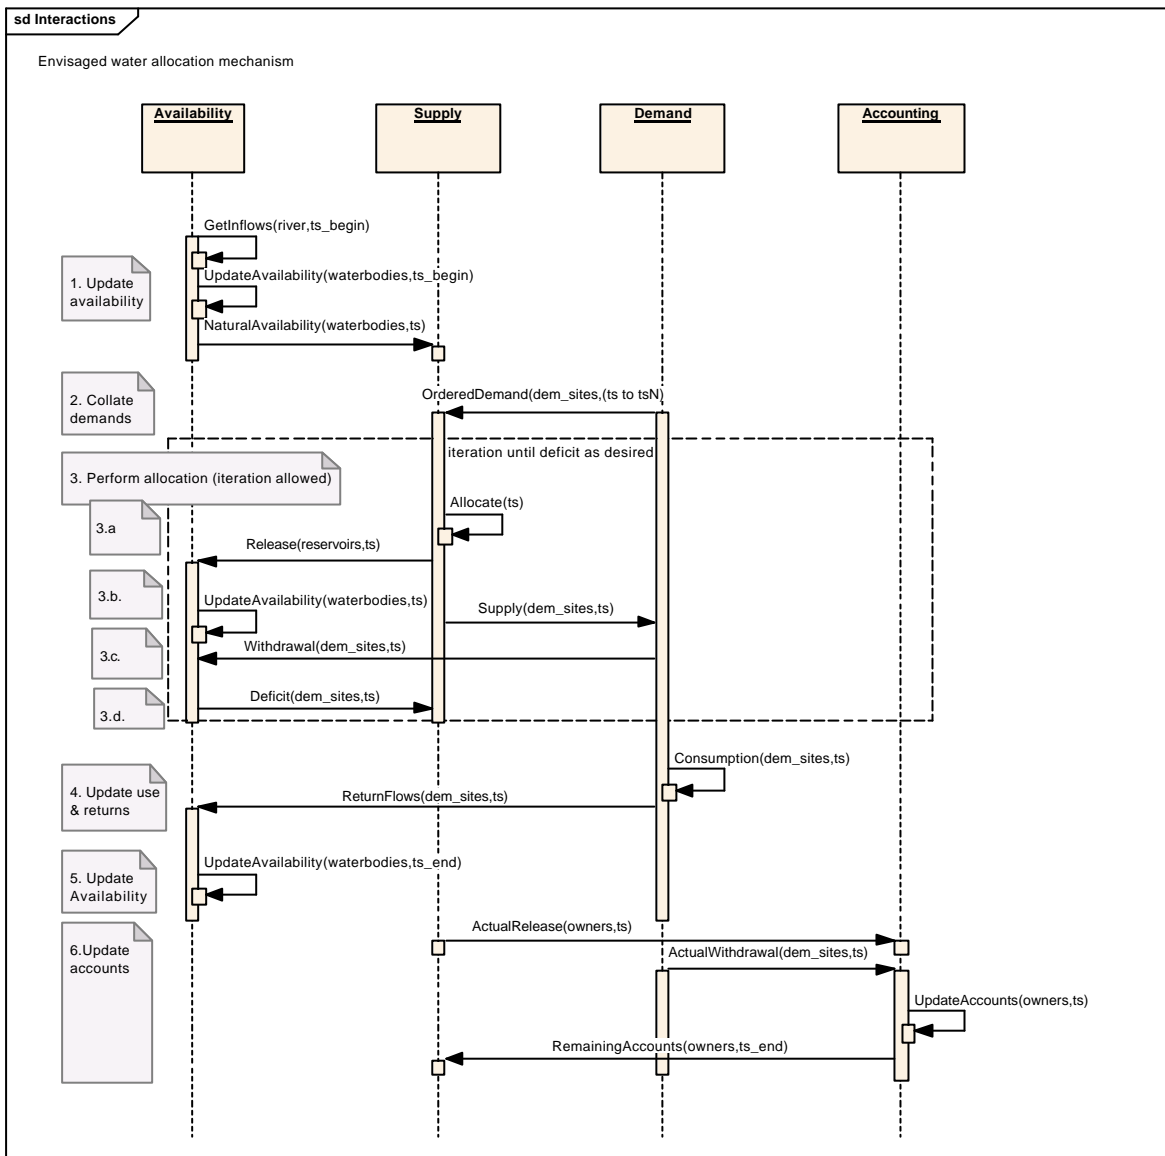 sd Interactions
Envisaged water allocation mechanism
Availability
Supply
Demand
Accounting
GetInflows(river,ts_begin)
1. Update
availability
UpdateAvailability(waterbodies,ts_begin)
NaturalAvailability(waterbodies,ts)
2. Collate
demands
OrderedDemand(dem_sites,(ts to tsN)
iteration until deficit as desired
3. Perform allocation (iteration allowed)
3.a
Allocate(ts)
Release(reservoirs,ts)
3.b.
UpdateAvailability(waterbodies,ts)
Supply(dem_sites,ts)
3.c.
Withdrawal(dem_sites,ts)
3.d.
Deficit(dem_sites,ts)
Consumption(dem_sites,ts)
4. Update use
& returns
ReturnFlows(dem_sites,ts)
5. Update
Availability
UpdateAvailability(waterbodies,ts_end)
6.Update
accounts
ActualRelease(owners,ts)
ActualWithdrawal(dem_sites,ts)
UpdateAccounts(owners,ts)
RemainingAccounts(owners,ts_end)